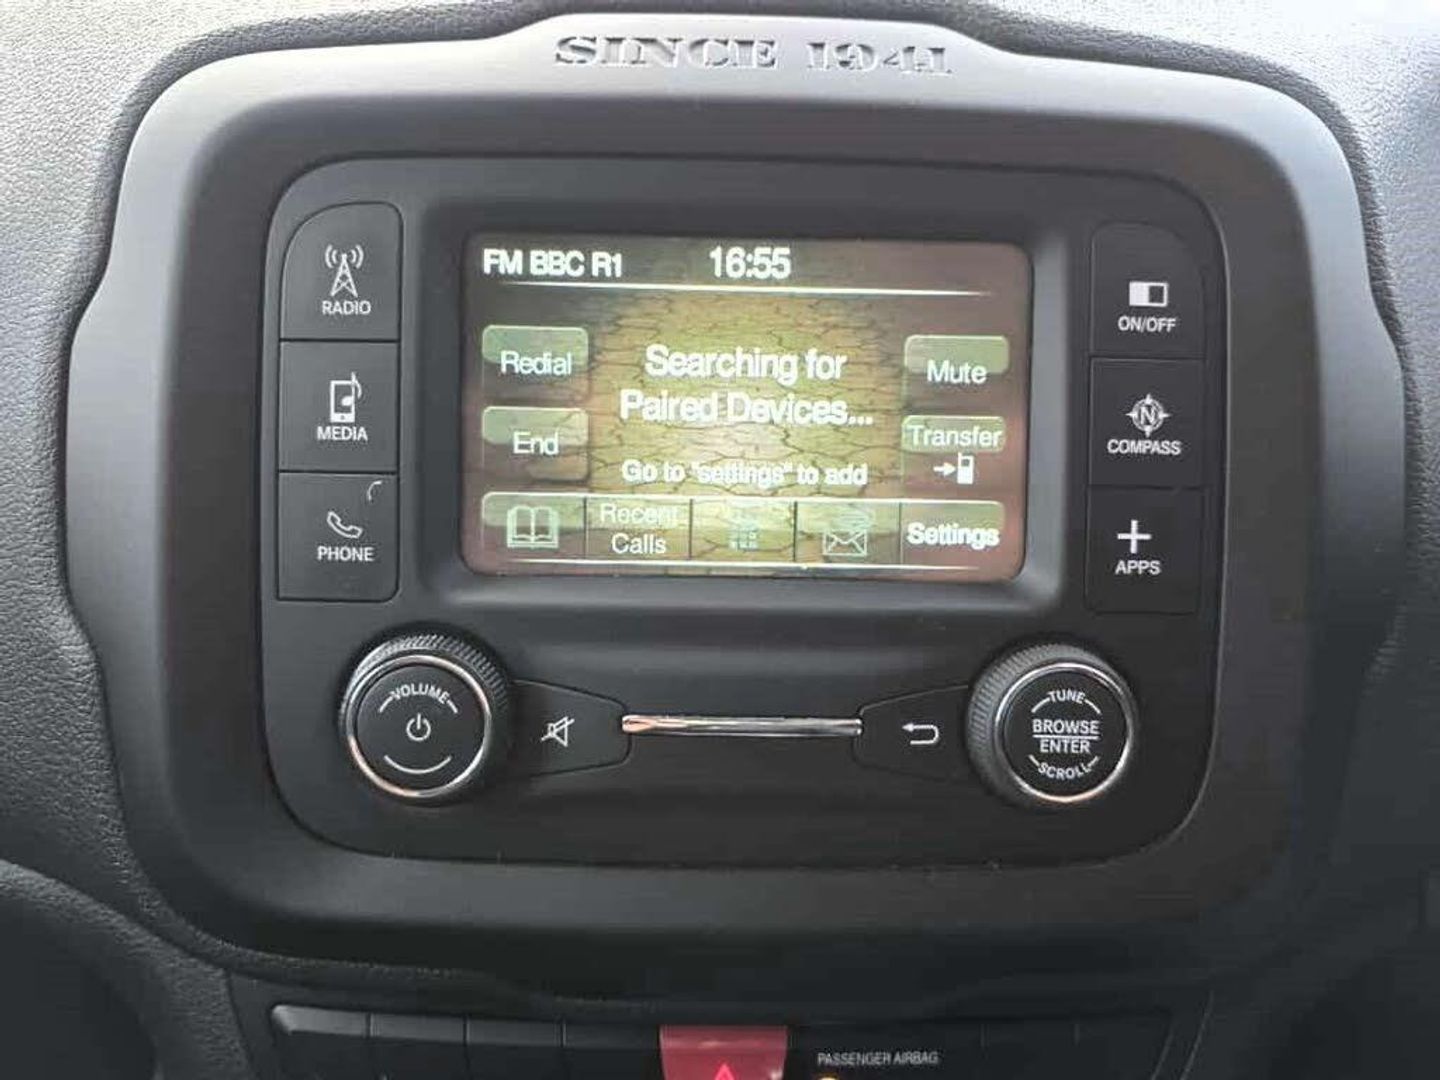 SINCE 1941
FM BBC R1 16:55
RADIO
MEDIA
PHONE
Redial
End
Searching for
Paired Devices...
Go to "settings" to add
Mute
Transfer
Recent
Calls
Settings
ON/OFF
N
COMPASS
APPS
VOLUME
TUNE
BROWSE
ENTER
SCROLL
PASSENGER AIRBAG